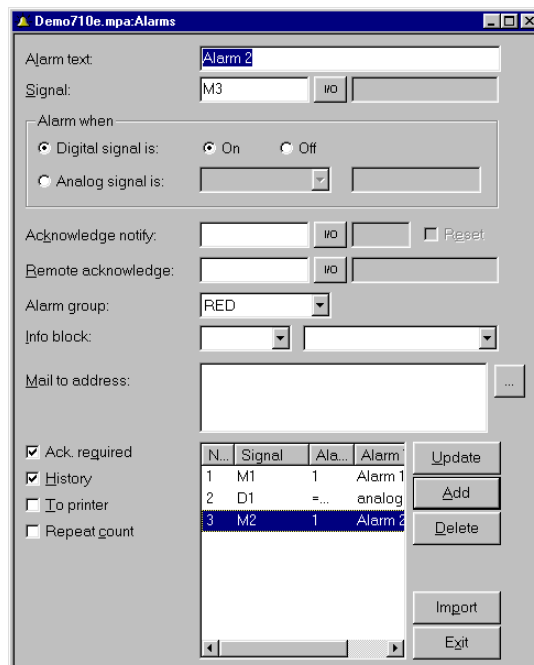 Demo710e.mpa:Alarms
Alarm text: Alarm 2
Signal: M3 I/O
Alarm when
Digital signal is: On Off
Analog signal is:
Acknowledge notify: I/O Reset
Remote acknowledge: I/O
Alarm group: RED
Info block:
Mail to address: ...
Ack. required
History
To printer
Repeat count
N... Signal Ala... Alarm
1 M1 1 Alarm 1
2 D1 =... analog
3 M2 1 Alarm 2
Update
Add
Delete
Import
Exit